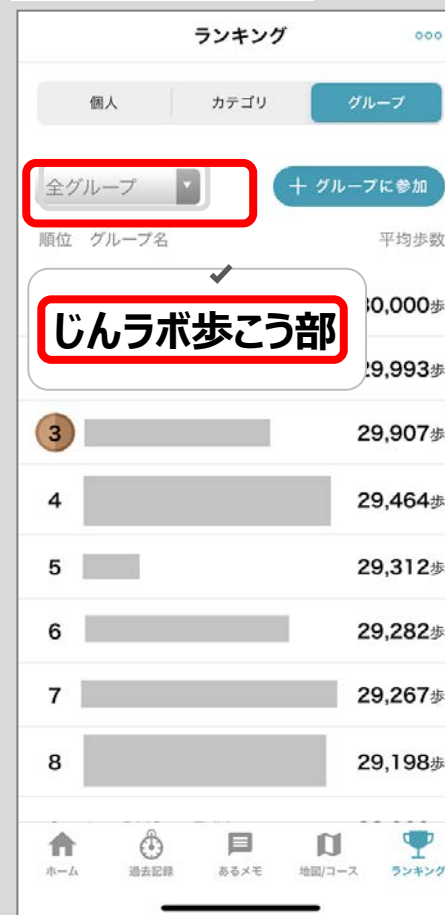 ランキング
個人 カテゴリ グループ
全グループ
＋ グループに参加
順位 グループ名 平均歩数
じんラボ歩こう部
30,000歩
29,993歩
3 29,907歩
4 29,464歩
5 29,312歩
6 29,282歩
7 29,267歩
8 29,198歩
ホーム 過去記録 あるメモ 地図/コース ランキング